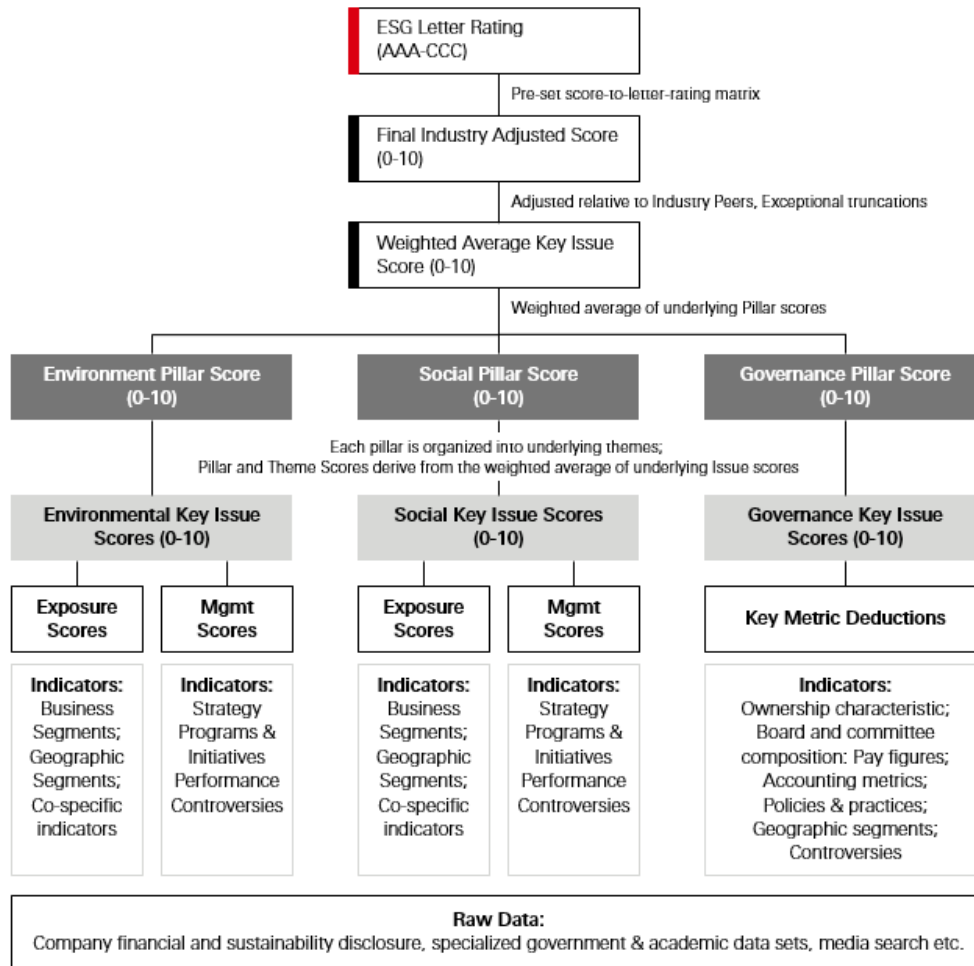 ESG Letter Rating
(AAA-CCC)
Pre-set score-to-letter-rating matrix
Final Industry Adjusted Score
(0-10)
Adjusted relative to Industry Peers, Exceptional truncations
Weighted Average Key Issue
Score (0-10)
Weighted average of underlying Pillar scores
Environment Pillar Score
(0-10)
Social Pillar Score
(0-10)
Governance Pillar Score
(0-10)
Each pillar is organized into underlying themes;
Pillar and Theme Scores derive from the weighted average of underlying Issue scores
Environmental Key Issue
Scores (0-10)
Social Key Issue Scores
(0-10)
Governance Key Issue
Scores (0-10)
Exposure
Scores
Mgmt
Scores
Exposure
Scores
Mgmt
Scores
Key Metric Deductions
Indicators:
Business
Segments;
Geographic
Segments;
Co-specific
indicators
Indicators:
Strategy
Programs &
Initiatives
Performance
Controversies
Indicators:
Business
Segments;
Geographic
Segments;
Co-specific
indicators
Indicators:
Strategy
Programs &
Initiatives
Performance
Controversies
Indicators:
Ownership characteristic;
Board and committee
composition: Pay figures;
Accounting metrics;
Policies & practices;
Geographic segments;
Controversies
Raw Data:
Company financial and sustainability disclosure, specialized government & academic data sets, media search etc.